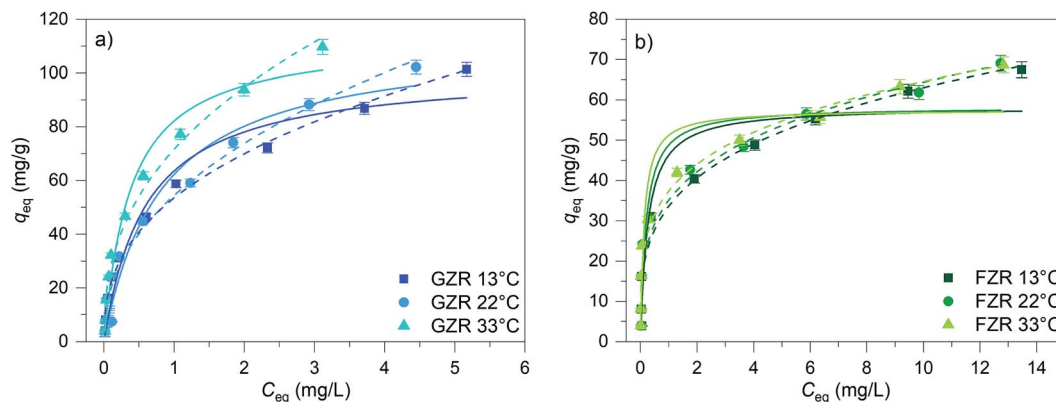 a)
120
100
80
60
40
20
0
q_eq (mg/g)
GZR 13°C
GZR 22°C
GZR 33°C
0 1 2 3 4 5 6
C_eq (mg/L)
b)
80
70
60
50
40
30
20
10
0
q_eq (mg/g)
FZR 13°C
FZR 22°C
FZR 33°C
0 2 4 6 8 10 12 14
C_eq (mg/L)